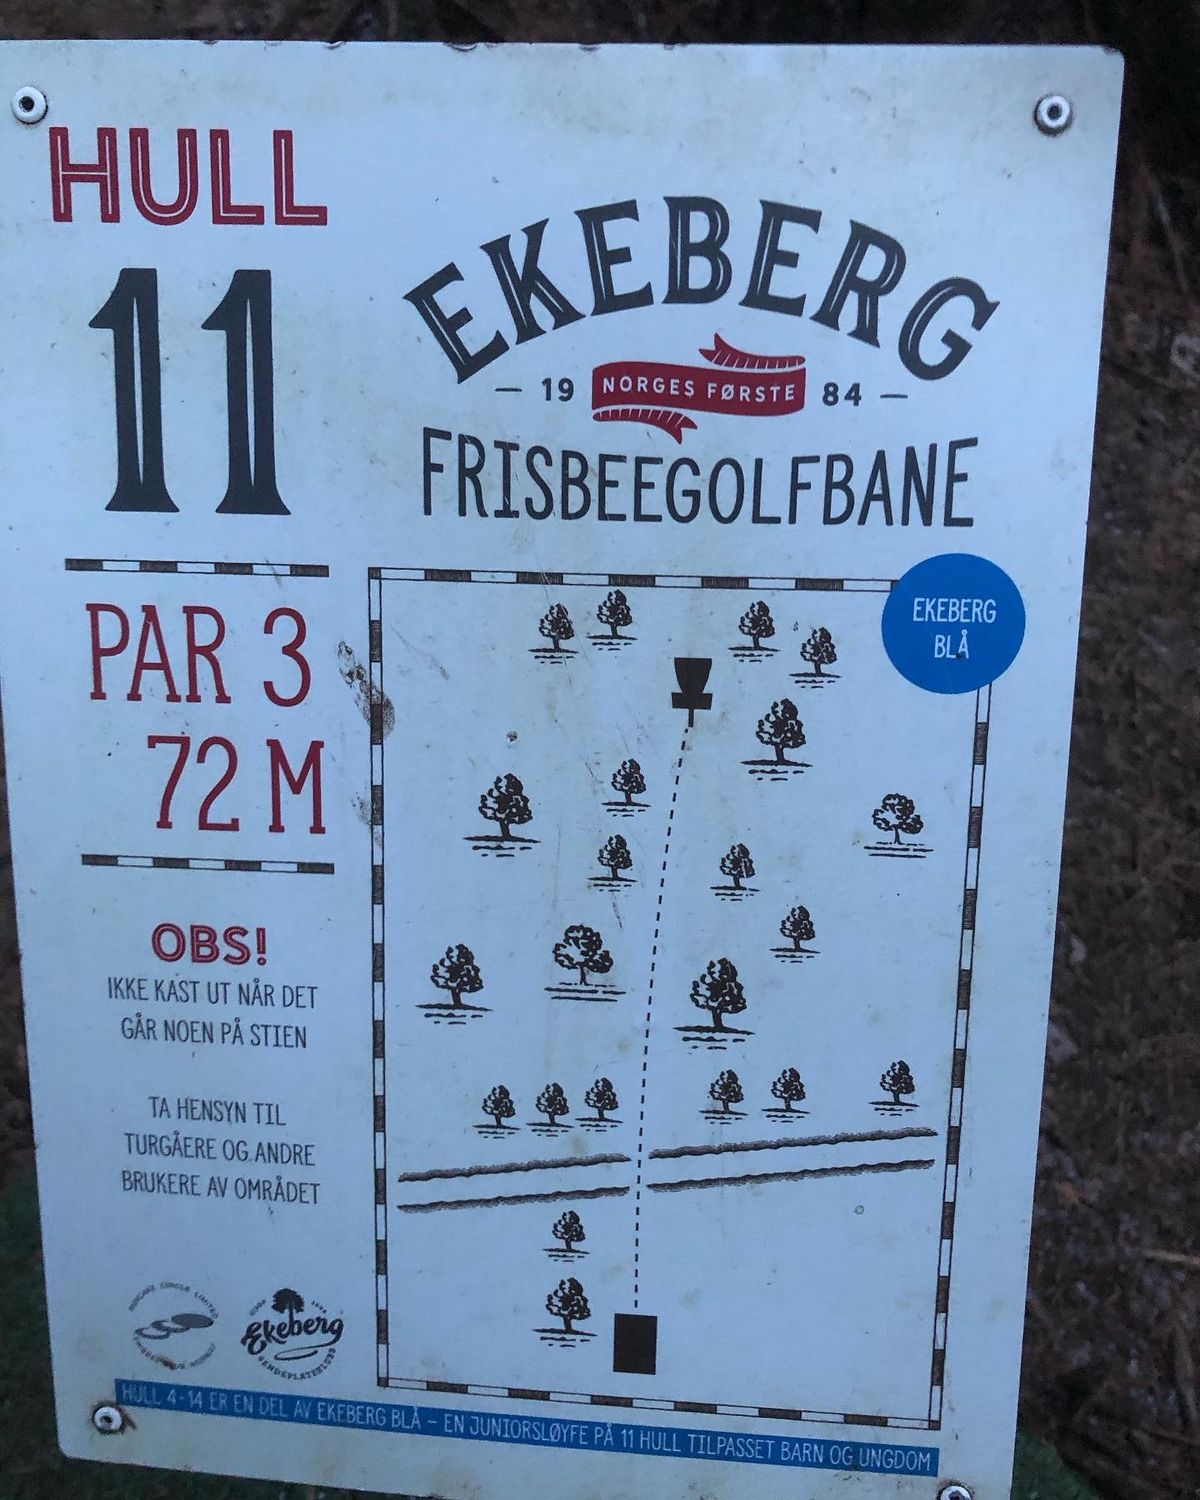 HULL
11
EKEBERG
– 19 NORGES FØRSTE 84 –
FRISBEEGOLFBANE
PAR 3
72 M
EKEBERG
BLÅ
OBS!
IKKE KAST UT NÅR DET
GÅR NOEN PÅ STIEN
TA HENSYN TIL
TURGÅERE OG ANDRE
BRUKERE AV OMRÅDET
Ekeberg
HULL 4-14 ER EN DEL AV EKEBERG BLÅ – EN JUNIORSLØYFE PÅ 11 HULL TILPASSET BARN OG UNGDOM